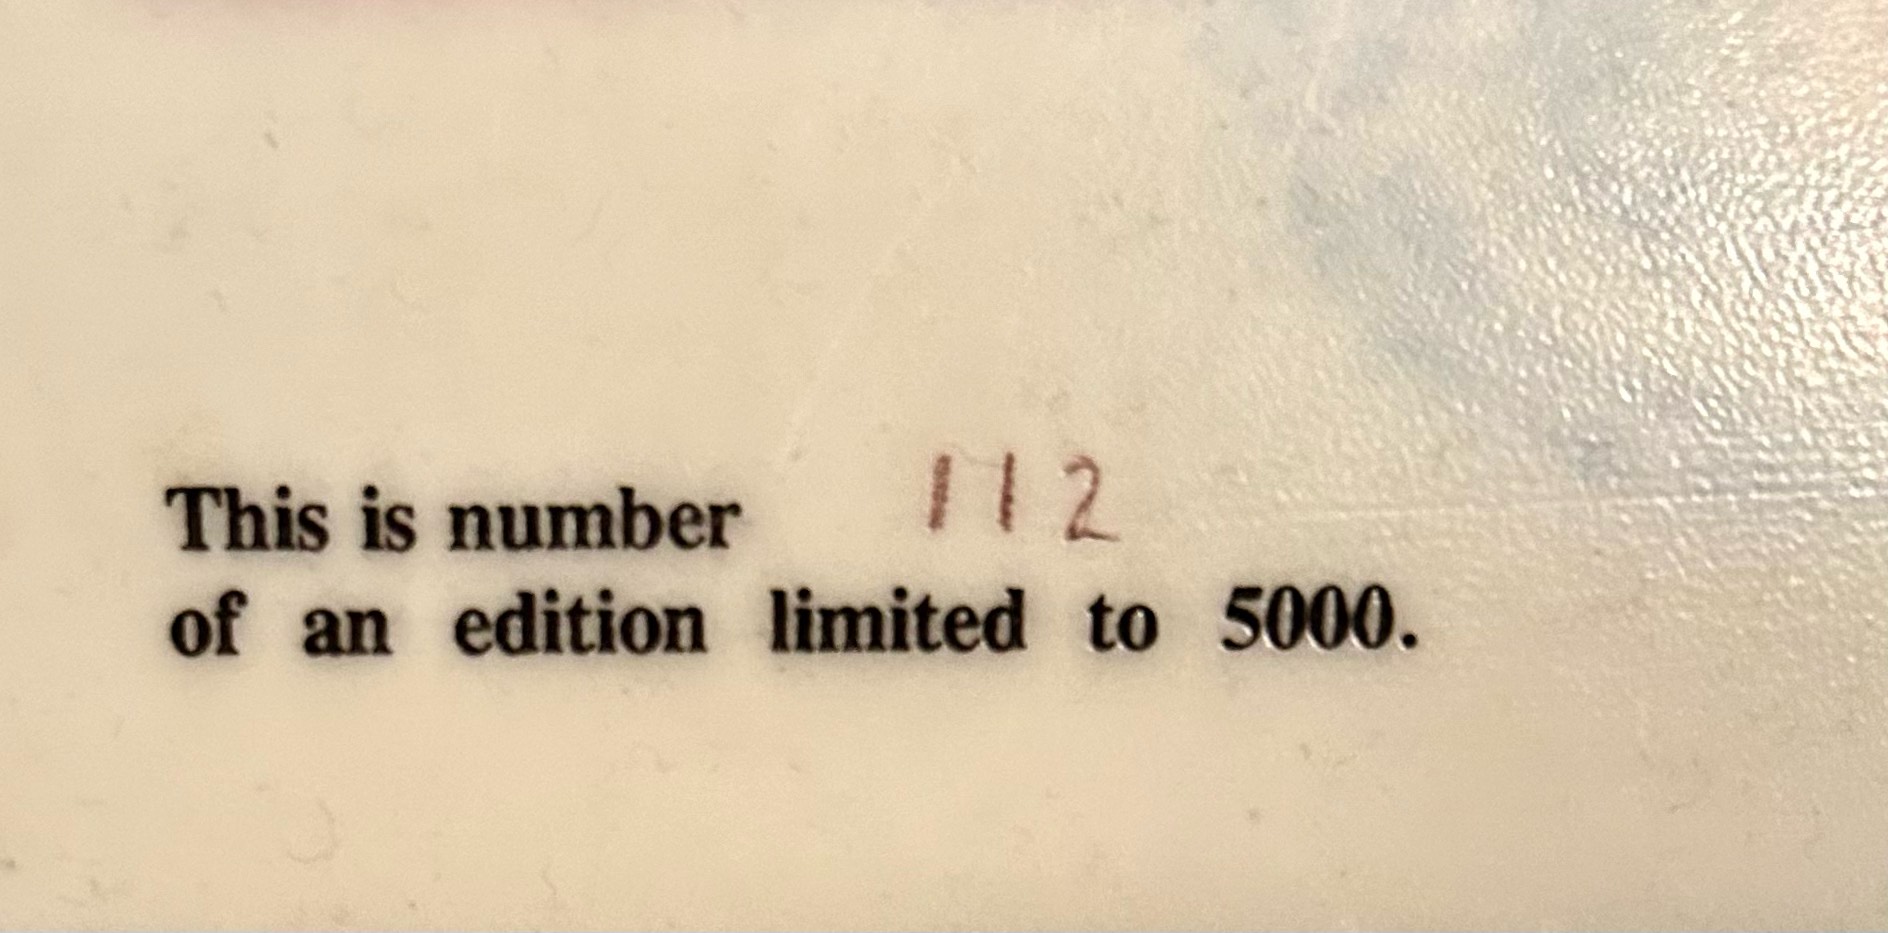 This is number 112
of an edition limited to 5000.